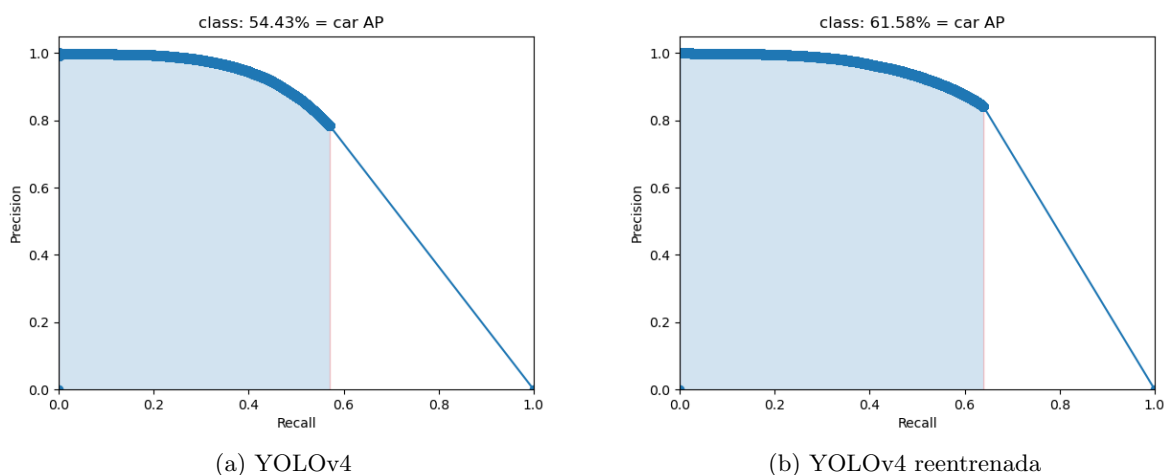 class: 54.43% = car AP
1.0
0.8
0.6
0.4
0.2
0.0
Precision
0.0 0.2 0.4 0.6 0.8 1.0
Recall
(a) YOLOv4
class: 61.58% = car AP
1.0
0.8
0.6
0.4
0.2
0.0
Precision
0.0 0.2 0.4 0.6 0.8 1.0
Recall
(b) YOLOv4 reentrenada